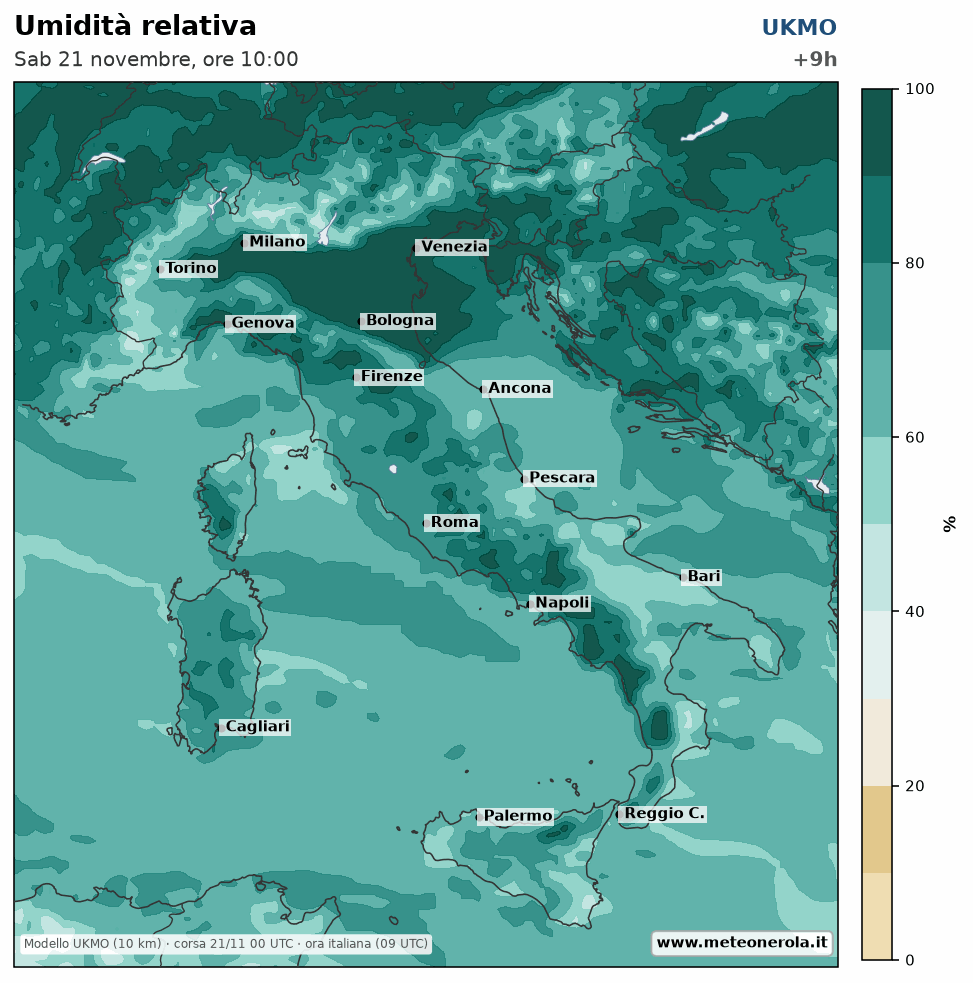 Umidità relativa
UKMO
Sab 21 novembre, ore 10:00
+9h
100
80
60
40
20
0
%
Milano
Venezia
Torino
Genova
Bologna
Firenze
Ancona
Pescara
Roma
Bari
Napoli
Cagliari
Palermo
Reggio C.
Modello UKMO (10 km) · corsa 21/11 00 UTC · ora italiana (09 UTC)
www.meteonerola.it